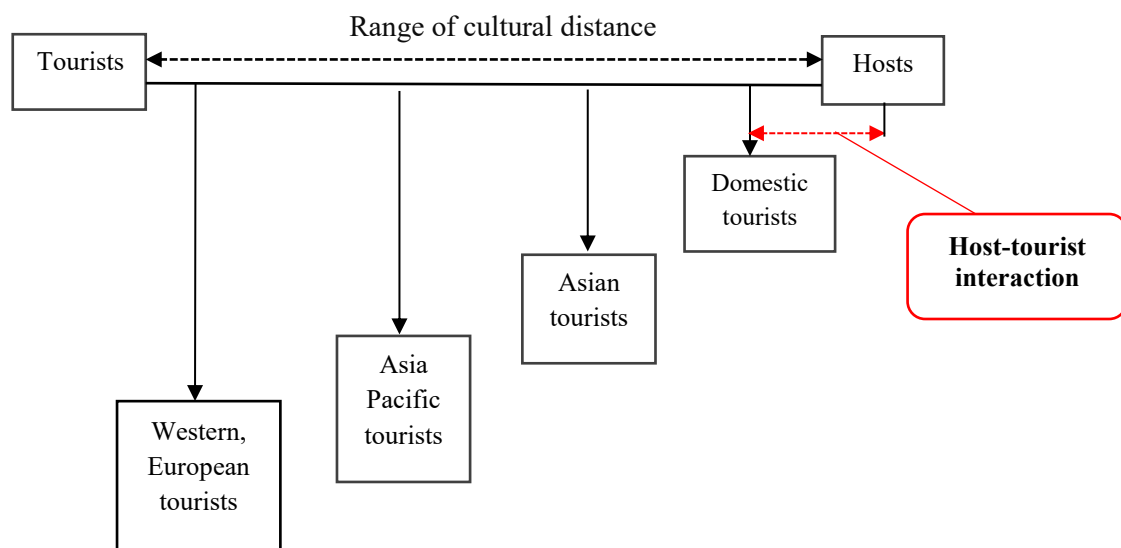 Range of cultural distance
Tourists
Hosts
Domestic
tourists
Host-tourist
interaction
Asian
tourists
Asia
Pacific
tourists
Western,
European
tourists